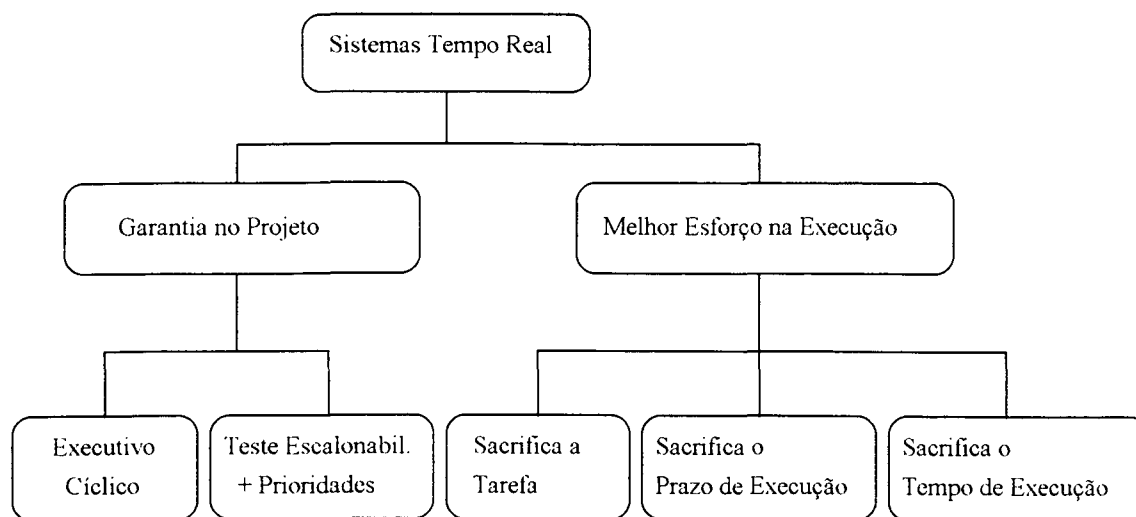 Sistemas Tempo Real
Garantia no Projeto
Melhor Esforço na Execução
Executivo
Cíclico
Teste Escalonabil.
+ Prioridades
Sacrifica a
Tarefa
Sacrifica o
Prazo de Execução
Sacrifica o
Tempo de Execução